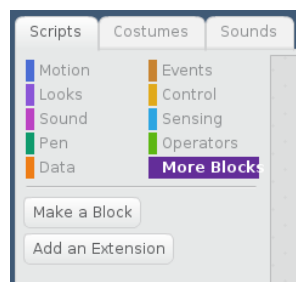 Scripts Costumes Sounds
Motion Events
Looks Control
Sound Sensing
Pen Operators
Data More Blocks
Make a Block
Add an Extension